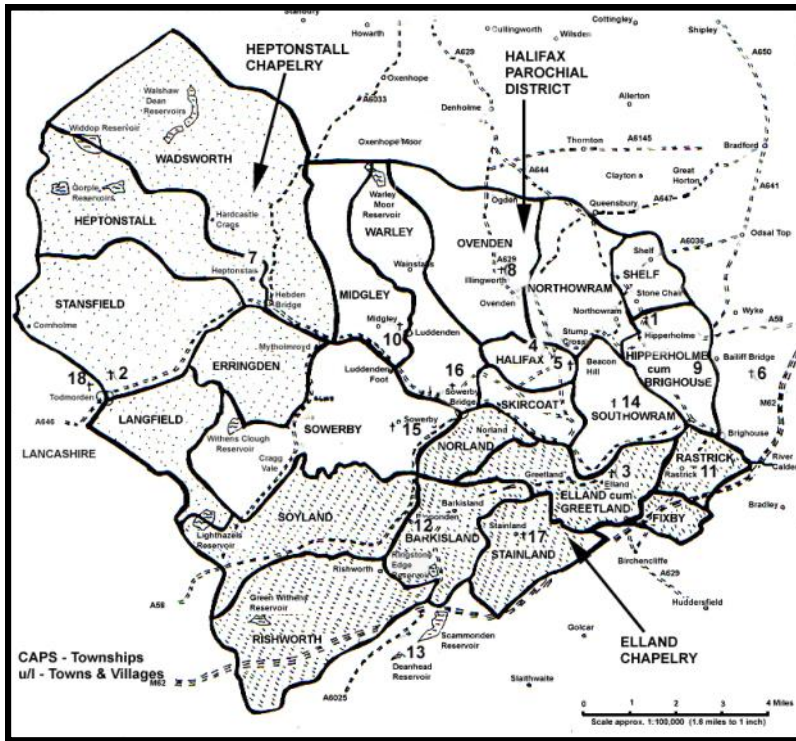 Stanbury
Howarth
Cullingworth
Cottingley
Wilsden
Shipley
HEPTONSTALL
CHAPELRY
HALIFAX
PAROCHIAL
DISTRICT
A629
A650
Oxenhope
A6033
Denholme
Allerton
Walshaw
Dean
Reservoirs
Widdop Reservoir
WADSWORTH
Oxenhope Moor
Thornton
A6145
Bradford
A644
Clayton
Great
Horton
A641
Gorple
Reservoirs
HEPTONSTALL
Hardcastle
Crags
Warley
Moor
Reservoir
WARLEY
Ogden
Queensbury
A647
OVENDEN
A6036
Odsal Top
Shelf
SHELF
7
Heptonstall
Wainstalls
A629
8
Illingworth
Stone Chair
NORTHOWRAM
STANSFIELD
Hebden
Bridge
MIDGLEY
Ovenden
Northowram
Wyke
A58
Cornholme
Midgley
10
Luddenden
1
Hipperholme
Mytholmroyd
4
Stump
Cross
HIPPERHOLME
cum
BRIGHOUSE
Bailiff Bridge
ERRINGDEN
HALIFAX
5
Beacon
Hill
9
6
18
2
Luddenden
Foot
16
Sowerby
Bridge
SKIRCOAT
14
SOUTHOWRAM
M62
Todmorden
LANGFIELD
SOWERBY
Sowerby
15
Norland
NORLAND
A646
Withens Clough
Reservoir
Brighouse
LANCASHIRE
Cragg
Vale
Greetland
3
Elland
RASTRICK
Rastrick
11
River
Calder
ELLAND cum
GREETLAND
SOYLAND
Barkisland
12
BARKISLAND
Stainland
17
STAINLAND
FIXBY
Bradley
Lighthazels
Reservoir
Rishworth
Ringstone
Edge
Reservoir
Birchencliffe
A629
A58
Green Withens
Reservoir
Huddersfield
RISHWORTH
Scammonden
Reservoir
Golcar
ELLAND
CHAPELRY
CAPS - Townships
u/l - Towns & Villages
13
Deanhead
Reservoir
M62
A6025
Slaithwaite
0 1 2 3 4 Miles
Scale approx. 1:100,000 (1.6 miles to 1 inch)